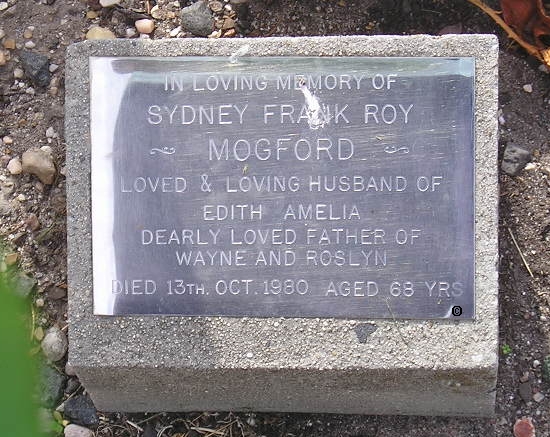 IN LOVING MEMORY OF
SYDNEY FRANK ROY
MOGFORD
LOVED & LOVING HUSBAND OF
EDITH AMELIA
DEARLY LOVED FATHER OF
WAYNE AND ROSLYN
DIED 13TH. OCT. 1980 AGED 68 YRS